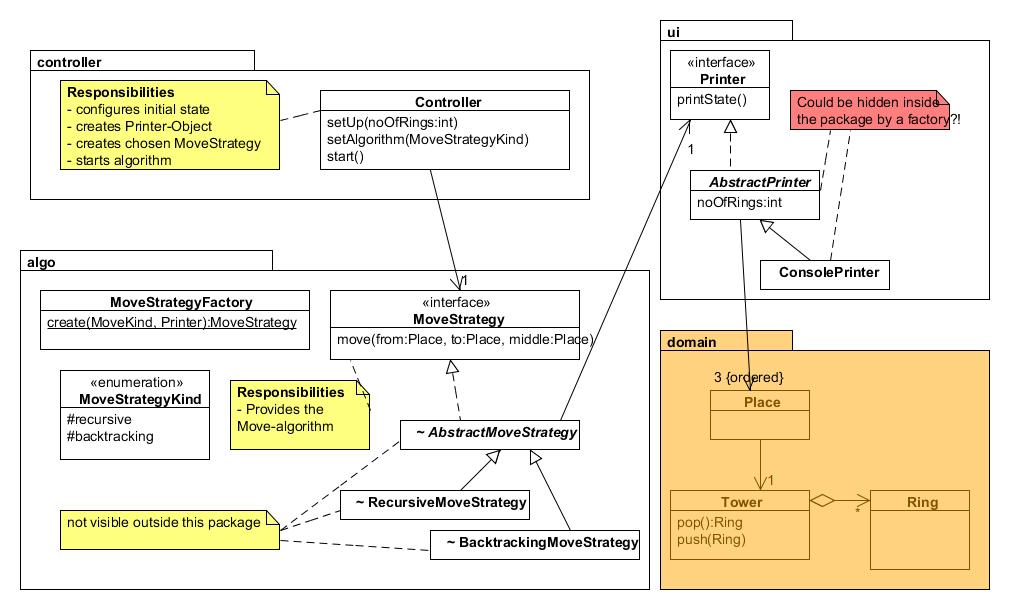 controller
Responsibilities
- configures initial state
- creates Printer-Object
- creates chosen MoveStrategy
- starts algorithm
Controller
setUp(noOfRings:int)
setAlgorithm(MoveStrategyKind)
start()
ui
«interface»
Printer
printState()
Could be hidden inside
the package by a factory?!
1
AbstractPrinter
noOfRings:int
ConsolePrinter
algo
MoveStrategyFactory
create(MoveKind, Printer):MoveStrategy
1
«interface»
MoveStrategy
move(from:Place, to:Place, middle:Place)
«enumeration»
MoveStrategyKind
#recursive
#backtracking
Responsibilities
- Provides the
Move-algorithm
~ AbstractMoveStrategy
~ RecursiveMoveStrategy
~ BacktrackingMoveStrategy
not visible outside this package
domain
3 {ordered}
Place
1
Tower
pop():Ring
push(Ring)
*
Ring